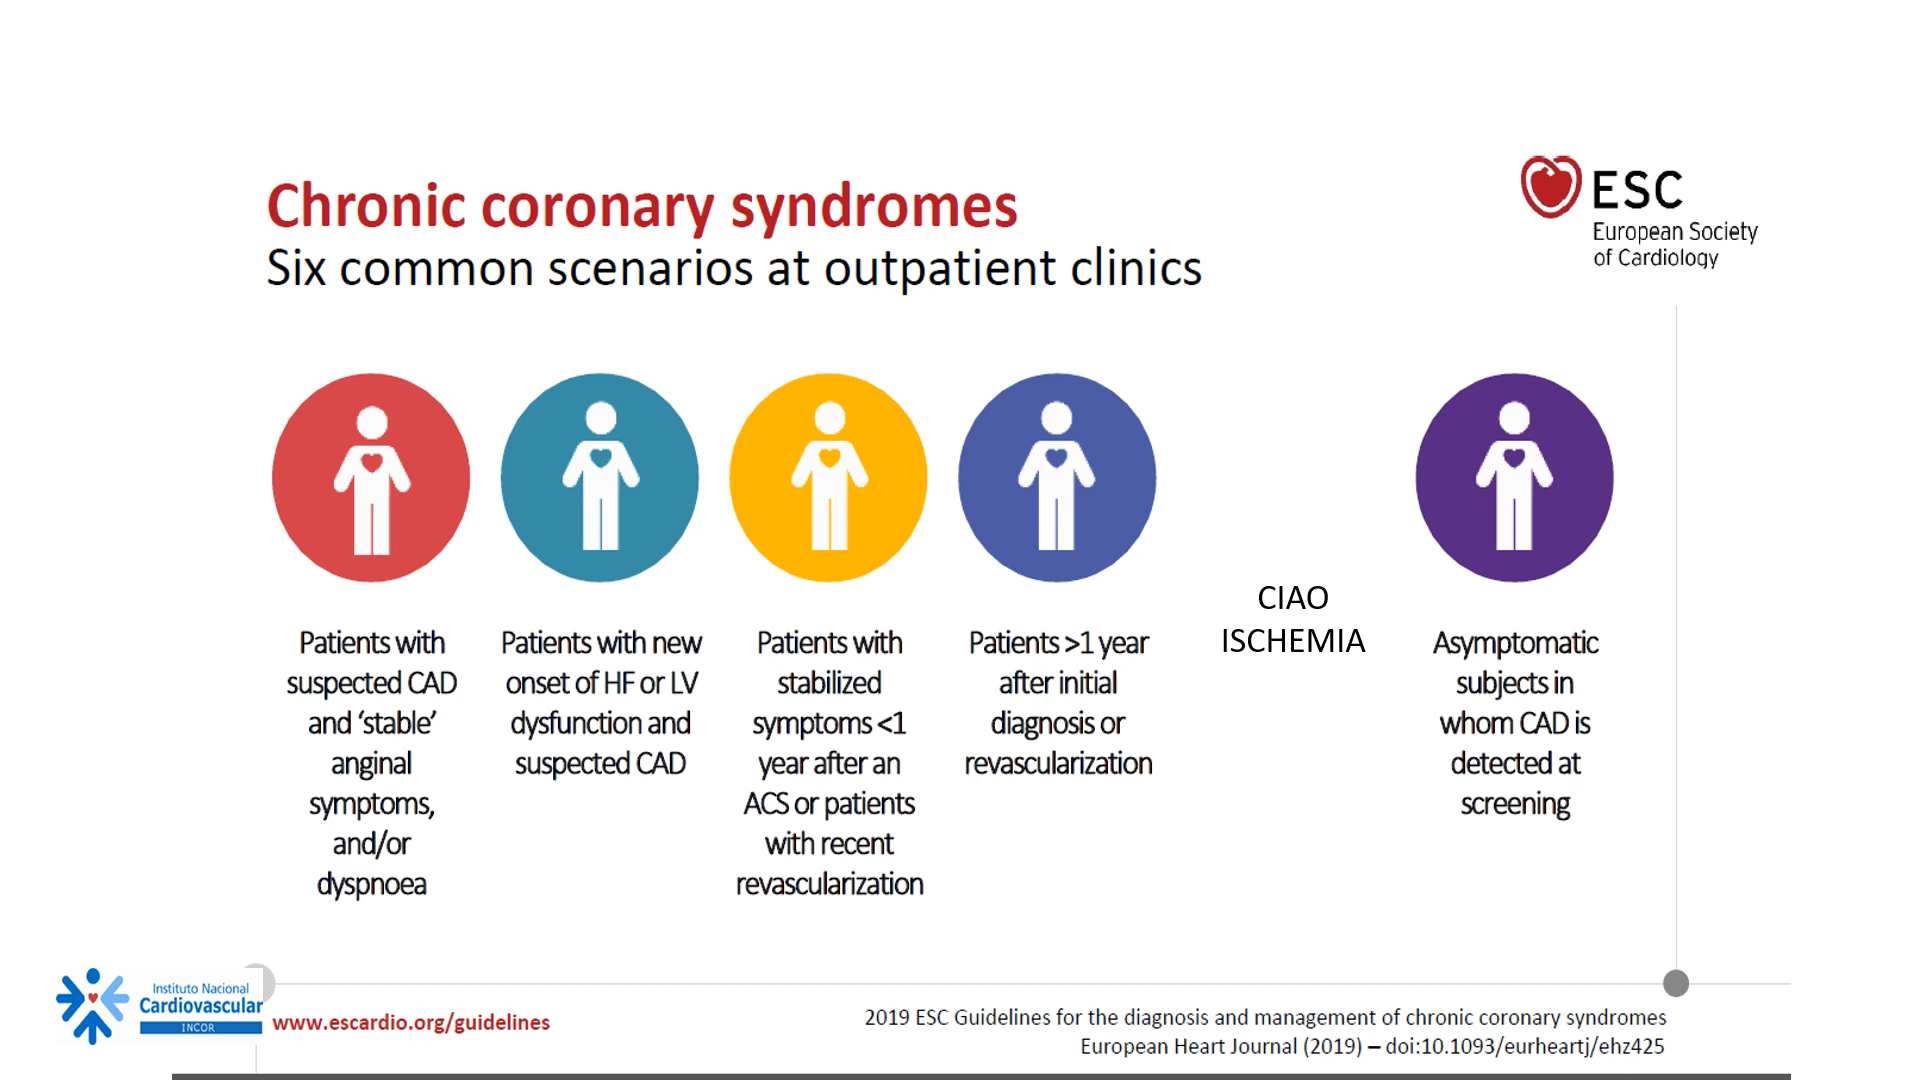 Chronic coronary syndromes
Six common scenarios at outpatient clinics
ESC
European Society
of Cardiology
Patients with
suspected CAD
and ‘stable’
anginal
symptoms,
and/or
dyspnoea
Patients with new
onset of HF or LV
dysfunction and
suspected CAD
Patients with
stabilized
symptoms <1
year after an
ACS or patients
with recent
revascularization
Patients >1 year
after initial
diagnosis or
revascularization
CIAO
ISCHEMIA
Asymptomatic
subjects in
whom CAD is
detected at
screening
Instituto Nacional
Cardiovascular
INCOR
www.escardio.org/guidelines
2019 ESC Guidelines for the diagnosis and management of chronic coronary syndromes
European Heart Journal (2019) – doi:10.1093/eurheartj/ehz425